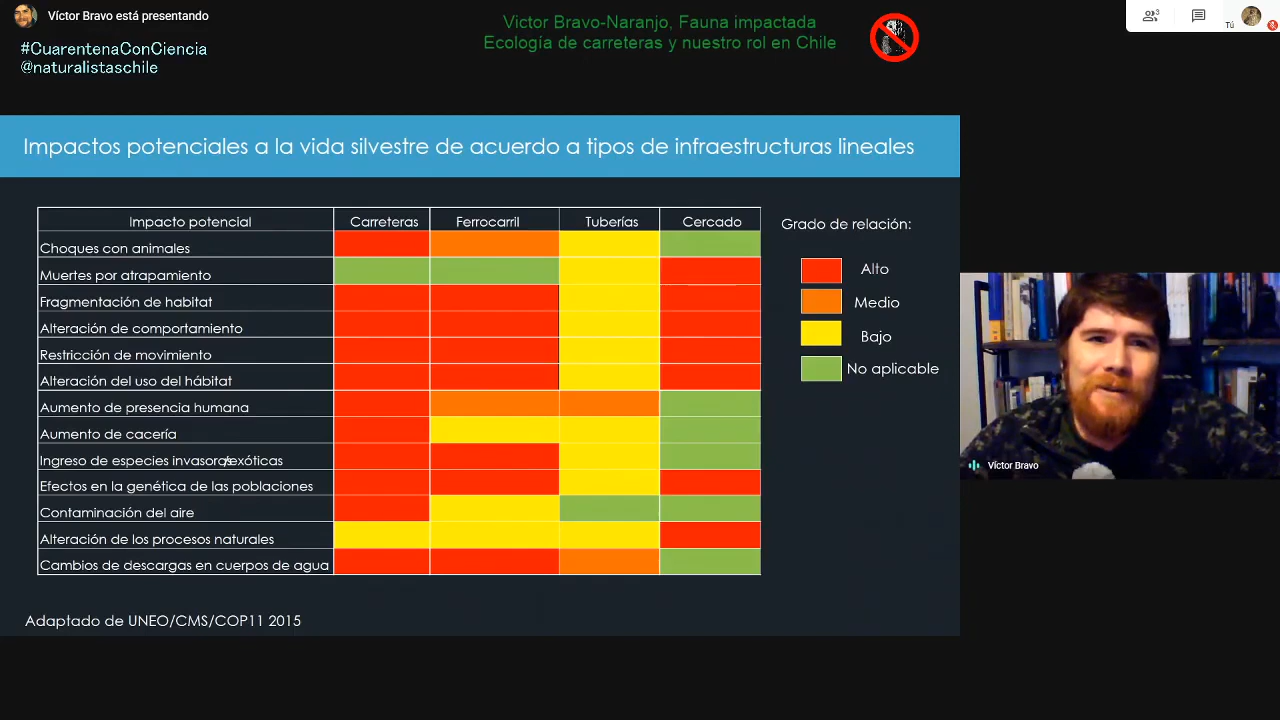 Víctor Bravo está presentando
#CuarentenaConCiencia
@naturalistaschile
Victor Bravo-Naranjo, Fauna impactada
Ecología de carreteras y nuestro rol en Chile
3
Tú
Impactos potenciales a la vida silvestre de acuerdo a tipos de infraestructuras lineales
Impacto potencial Carreteras Ferrocarril Tuberías Cercado
Choques con animales
Muertes por atrapamiento
Fragmentación de habitat
Alteración de comportamiento
Restricción de movimiento
Alteración del uso del hábitat
Aumento de presencia humana
Aumento de cacería
Ingreso de especies invasoras/exóticas
Efectos en la genética de las poblaciones
Contaminación del aire
Alteración de los procesos naturales
Cambios de descargas en cuerpos de agua
Grado de relación:
Alto
Medio
Bajo
No aplicable
Víctor Bravo
Adaptado de UNEO/CMS/COP11 2015